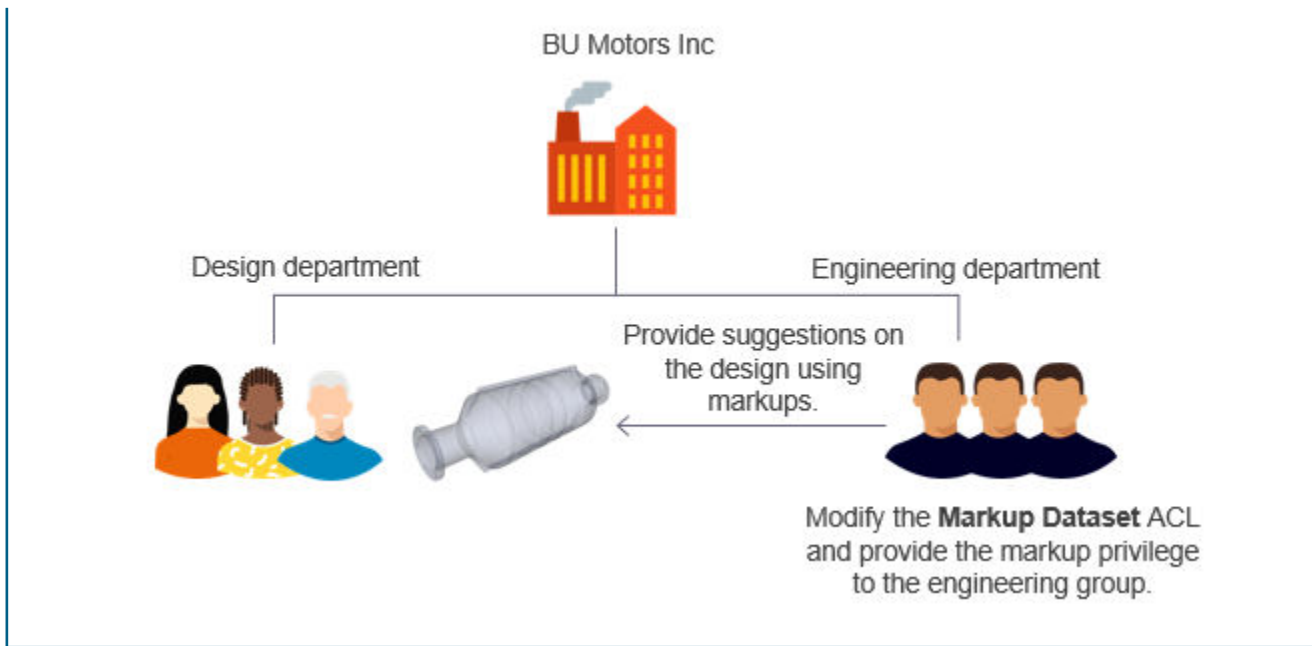 BU Motors Inc
Design department
Engineering department
Provide suggestions on
the design using
markups.
Modify the Markup Dataset ACL
and provide the markup privilege
to the engineering group.